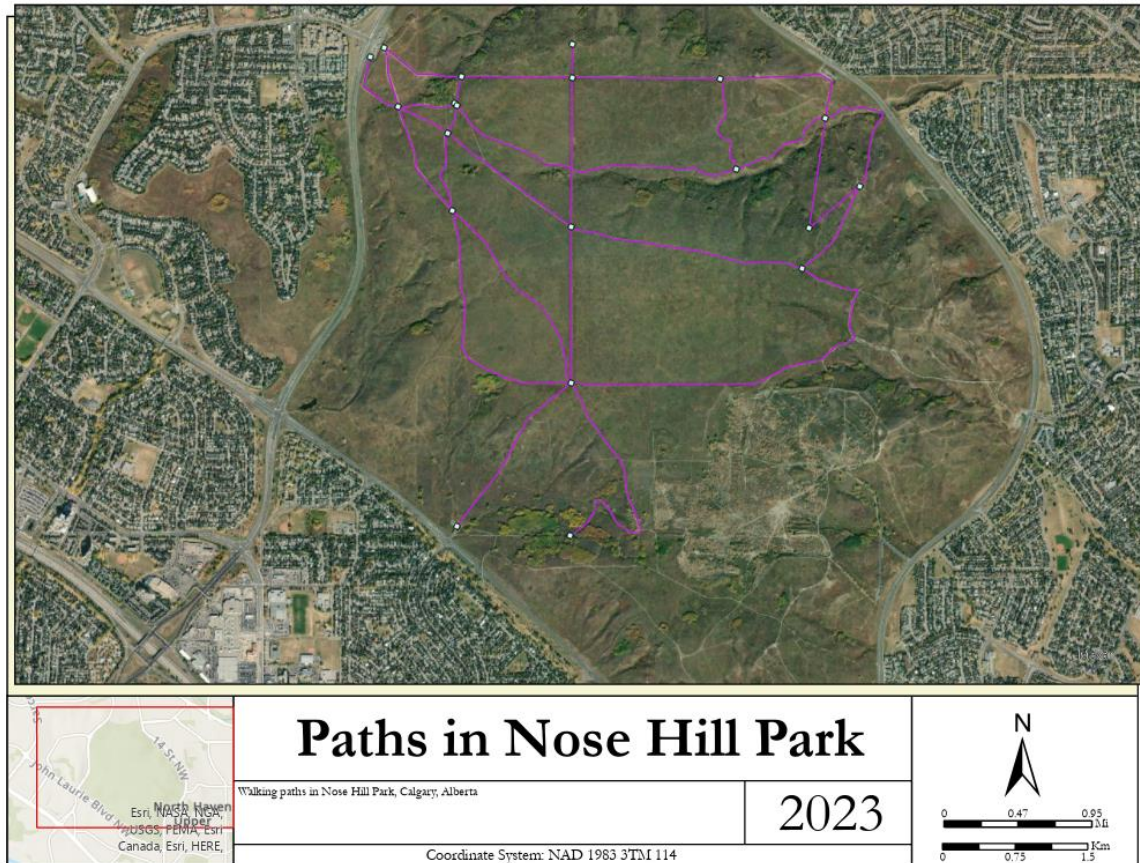 Paths in Nose Hill Park
Walking paths in Nose Hill Park, Calgary, Alberta
2023
Coordinate System: NAD 1983 3TM 114
14 St NW
John Laurie Blvd NW
North Haven
Upper
Esri, NASA, NGA,
USGS, FEMA, Esri
Canada, Esri, HERE,
N
0 0.47 0.95
Mi
Km
0 0.75 1.5